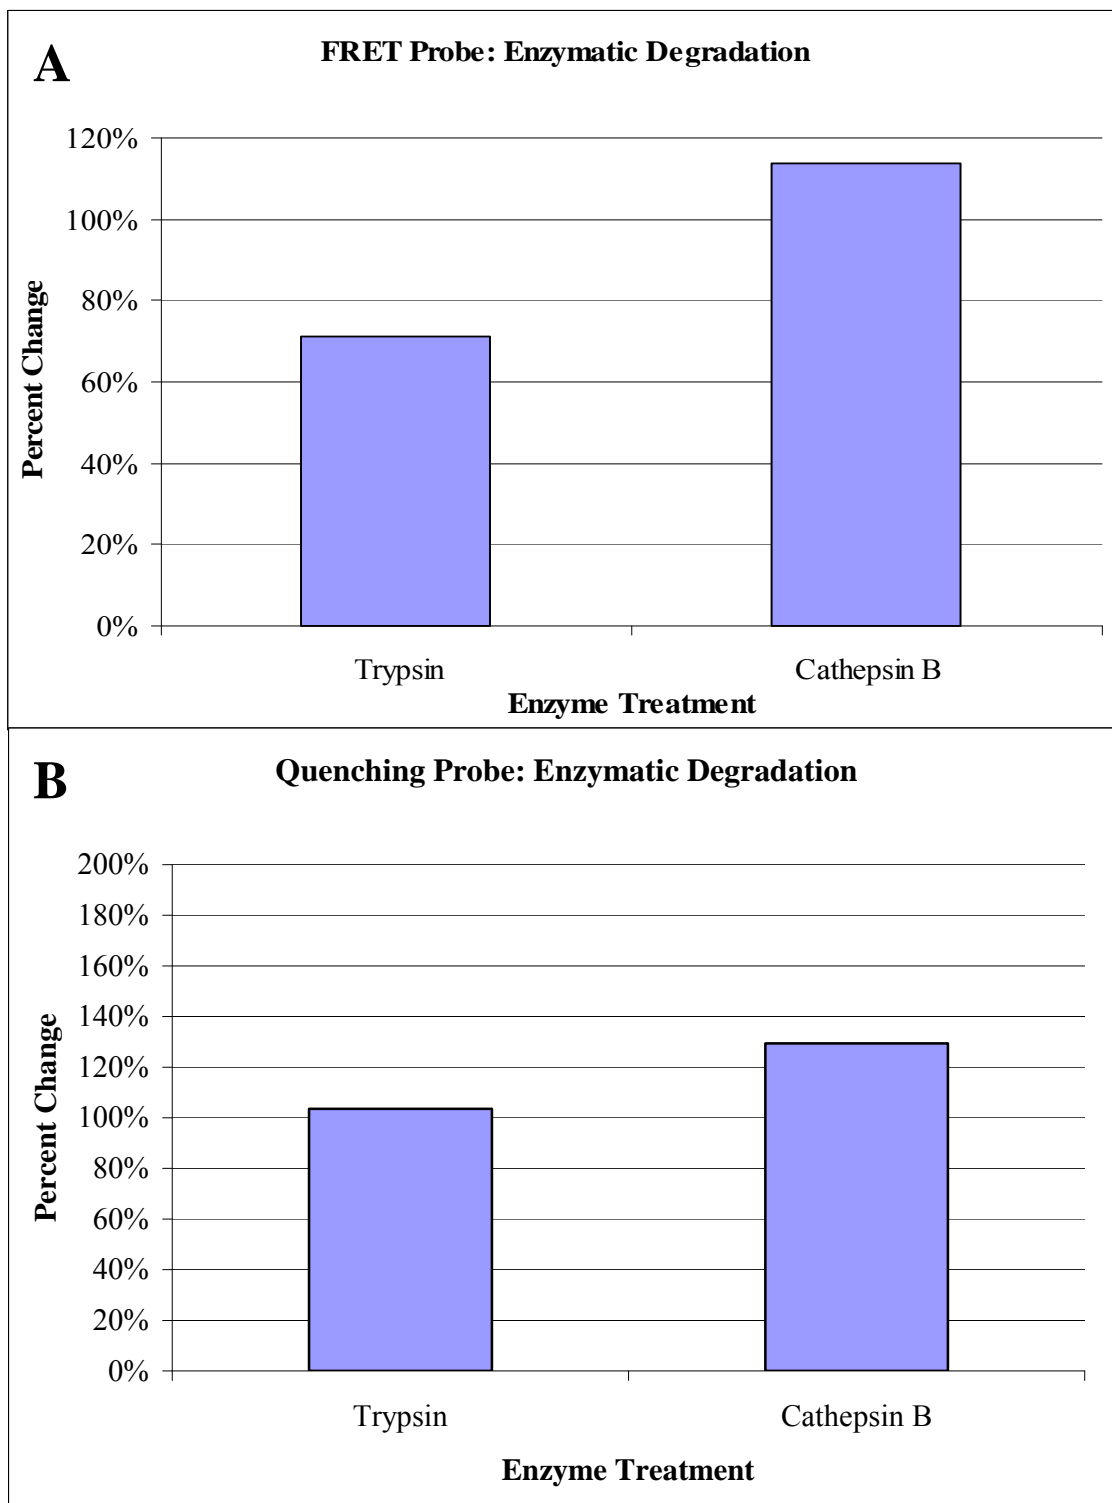 A
FRET Probe: Enzymatic Degradation
120%
100%
80%
60%
40%
20%
0%
Percent Change
Trypsin
Cathepsin B
Enzyme Treatment
B
Quenching Probe: Enzymatic Degradation
200%
180%
160%
140%
120%
100%
80%
60%
40%
20%
0%
Percent Change
Trypsin
Cathepsin B
Enzyme Treatment